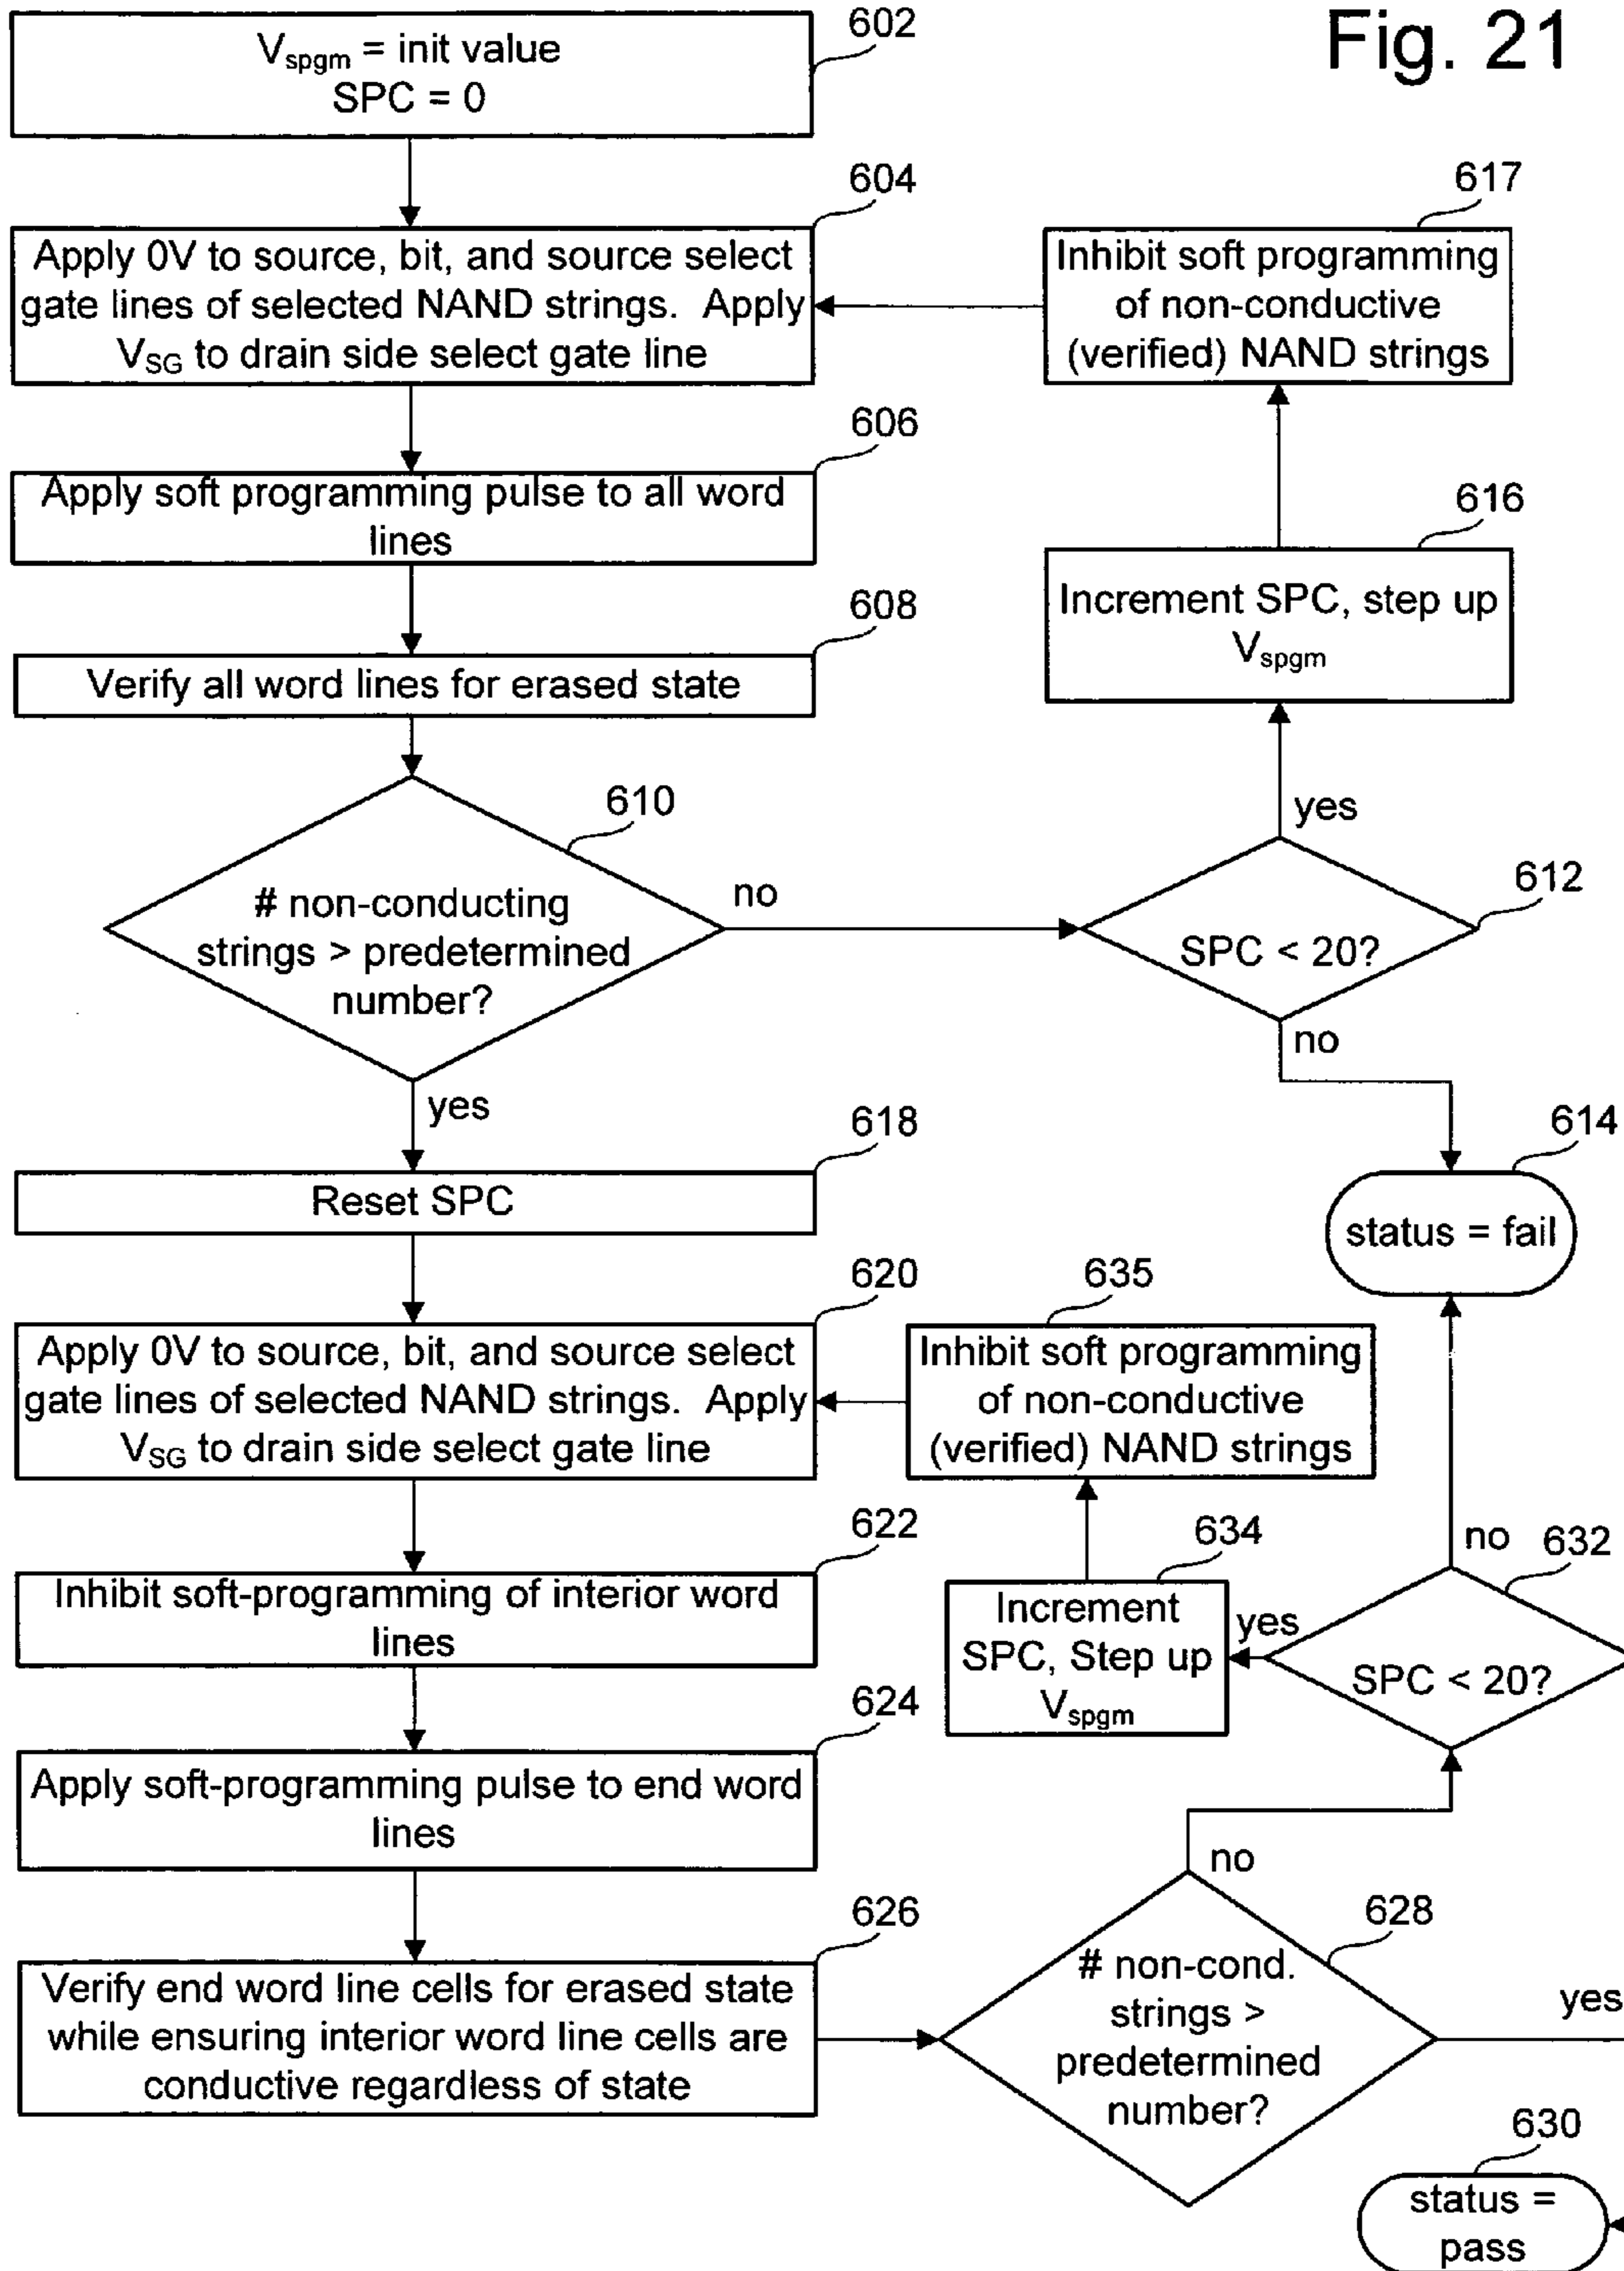 Fig. 21
602
V_spgm = init value
SPC = 0
604
Apply 0V to source, bit, and source select
gate lines of selected NAND strings.  Apply
V_SG to drain side select gate line
617
Inhibit soft programming
of non-conductive
(verified) NAND strings
606
Apply soft programming pulse to all word
lines
616
Increment SPC, step up
V_spgm
608
Verify all word lines for erased state
yes
610
# non-conducting
strings > predetermined
number?
no
612
SPC < 20?
no
yes
618
Reset SPC
614
status = fail
620
Apply 0V to source, bit, and source select
gate lines of selected NAND strings.  Apply
V_SG to drain side select gate line
635
Inhibit soft programming
of non-conductive
(verified) NAND strings
622
Inhibit soft-programming of interior word
lines
634
Increment
SPC, Step up
V_spgm
yes
no
632
SPC < 20?
624
Apply soft-programming pulse to end word
lines
no
626
Verify end word line cells for erased state
while ensuring interior word line cells are
conductive regardless of state
628
# non-cond.
strings >
predetermined
number?
yes
630
status =
pass